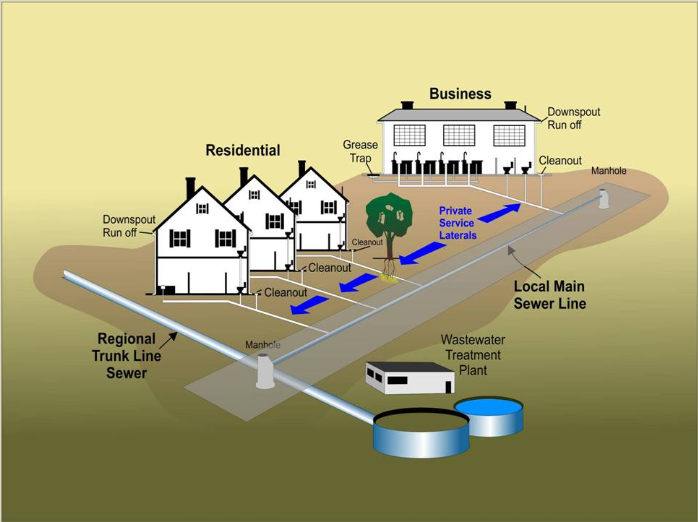 Business
Downspout
Run off
Grease
Trap
Cleanout
Residential
Manhole
Private
Service
Laterals
Downspout
Run off
Cleanout
Cleanout
Cleanout
Local Main
Sewer Line
Regional
Trunk Line
Sewer
Manhole
Wastewater
Treatment
Plant